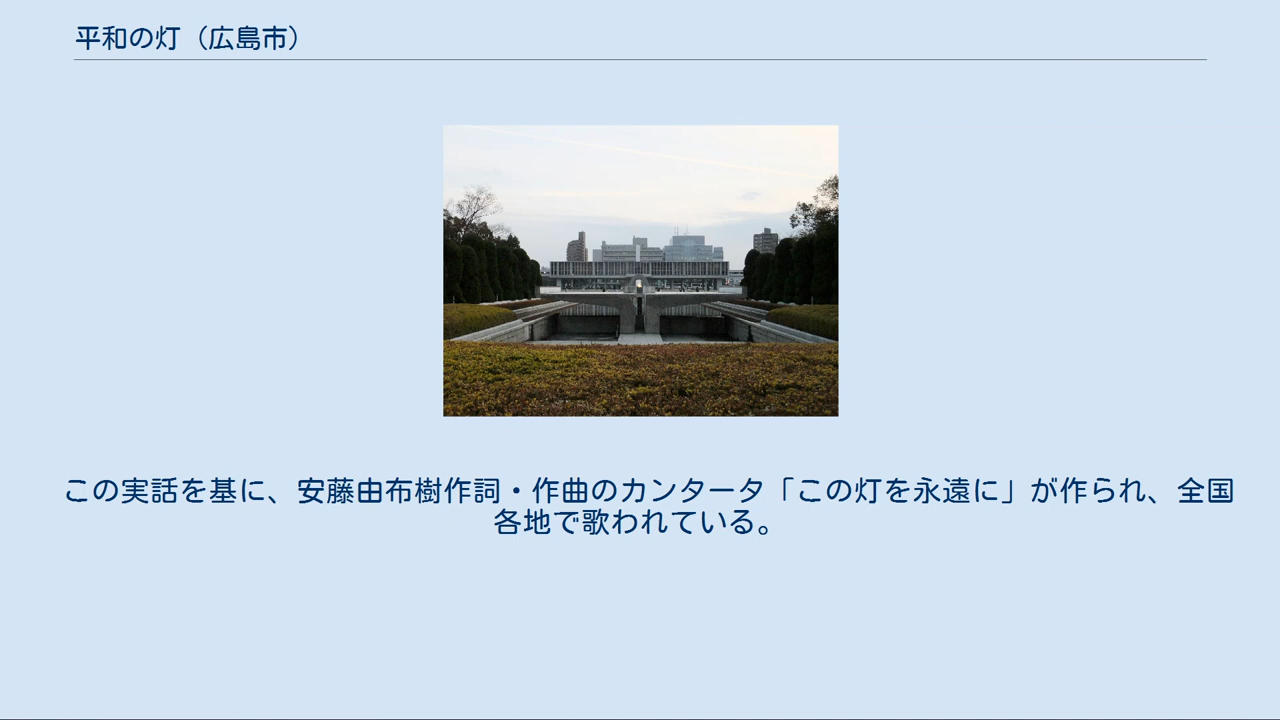 平和の灯（広島市）
この実話を基に、安藤由布樹作詞・作曲のカンタータ「この灯を永遠に」が作られ、全国
各地で歌われている。